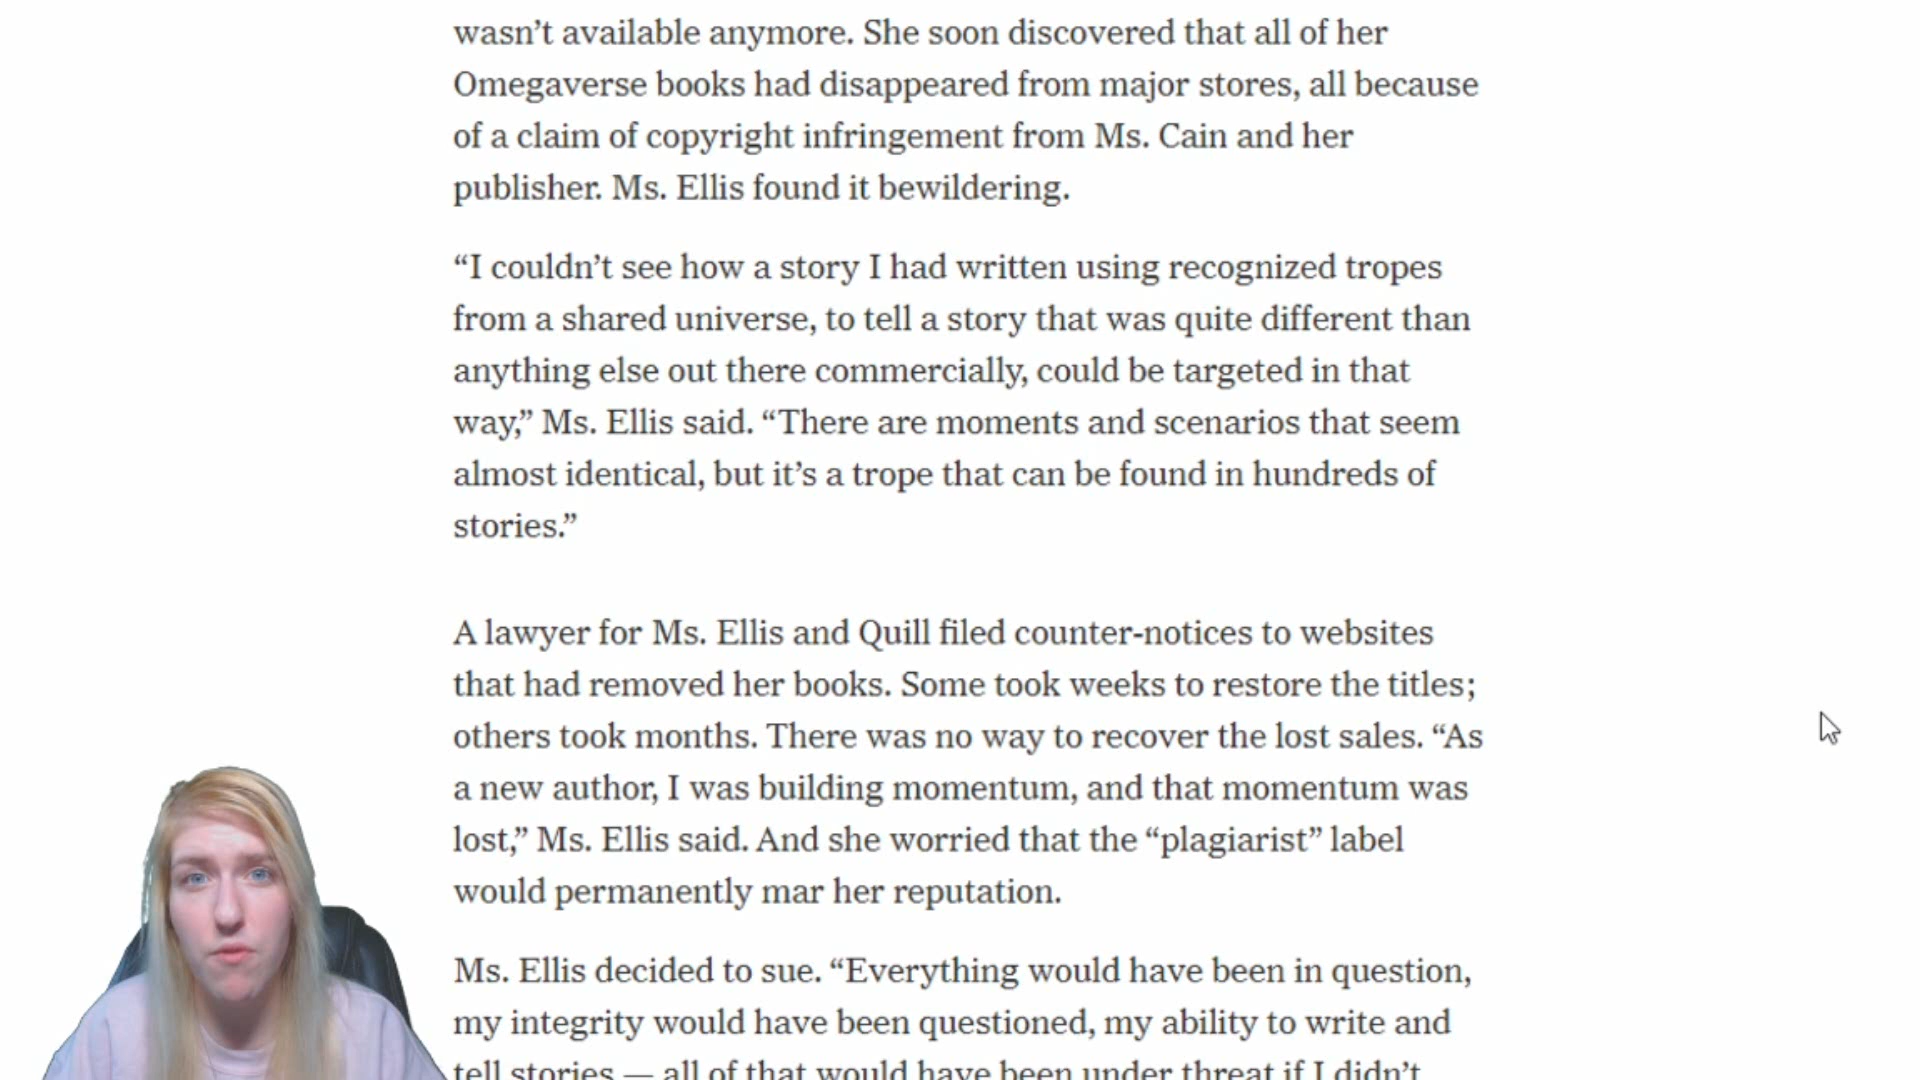 wasn’t available anymore. She soon discovered that all of her
Omegaverse books had disappeared from major stores, all because
of a claim of copyright infringement from Ms. Cain and her
publisher. Ms. Ellis found it bewildering.
“I couldn’t see how a story I had written using recognized tropes
from a shared universe, to tell a story that was quite different than
anything else out there commercially, could be targeted in that
way,” Ms. Ellis said. “There are moments and scenarios that seem
almost identical, but it’s a trope that can be found in hundreds of
stories.”
A lawyer for Ms. Ellis and Quill filed counter-notices to websites
that had removed her books. Some took weeks to restore the titles;
others took months. There was no way to recover the lost sales. “As
a new author, I was building momentum, and that momentum was
lost,” Ms. Ellis said. And she worried that the “plagiarist” label
would permanently mar her reputation.
Ms. Ellis decided to sue. “Everything would have been in question,
my integrity would have been questioned, my ability to write and
tell stories — all of that would have been under threat if I didn’t